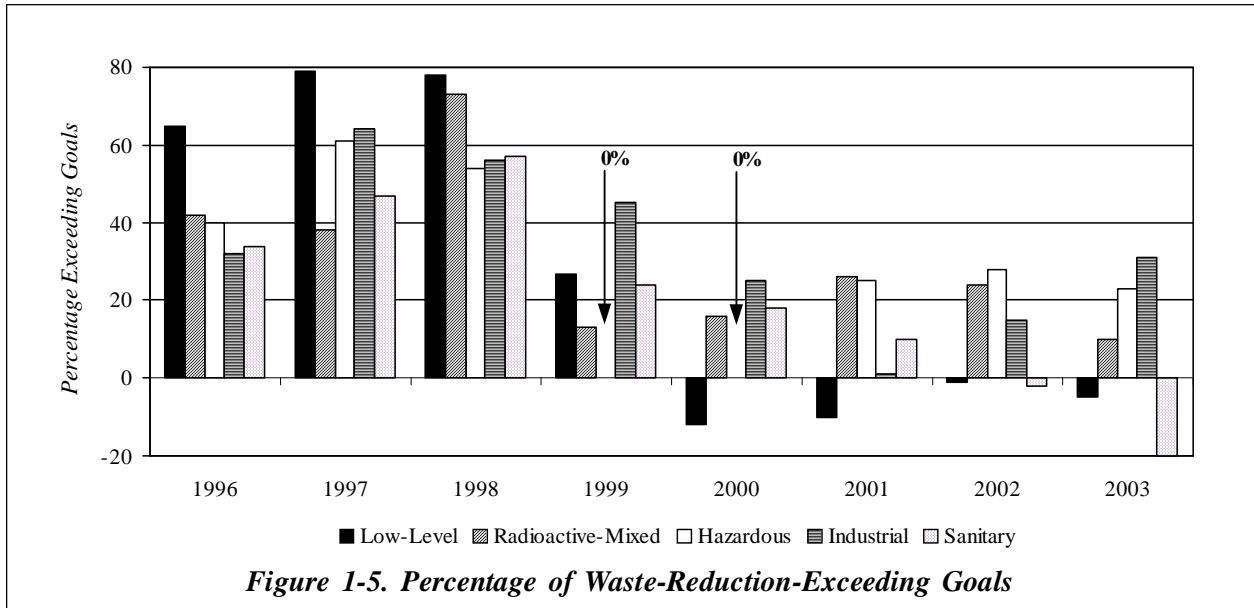 Percentage Exceeding Goals
80
60
40
20
0
-20
0%
0%
1996 1997 1998 1999 2000 2001 2002 2003
Low-Level Radioactive-Mixed Hazardous Industrial Sanitary
Figure 1-5. Percentage of Waste-Reduction-Exceeding Goals